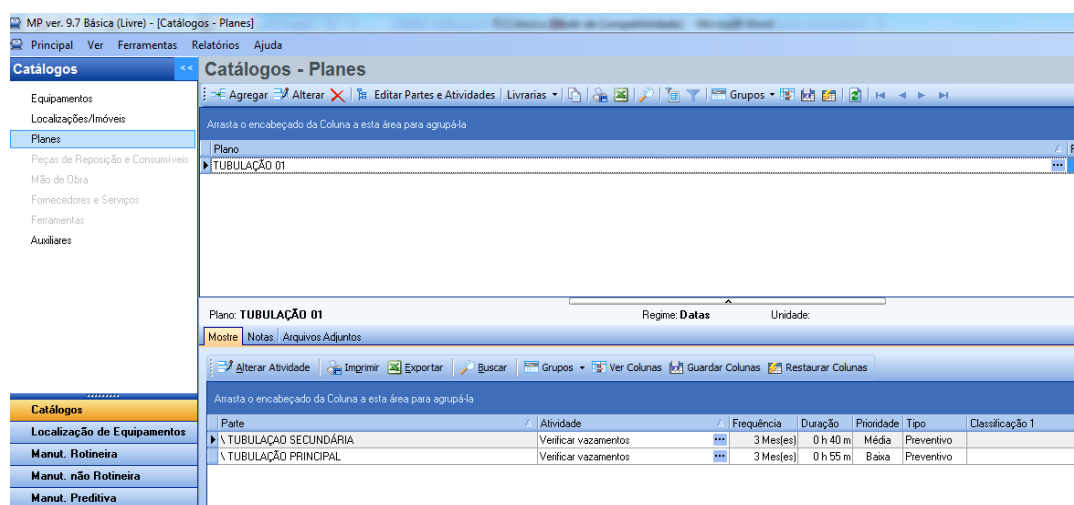 MP ver. 9.7 Básica (Livre) - [Catálogos - Planes]
Principal Ver Ferramentas Relatórios Ajuda
Catálogos <<
Catálogos - Planes
Equipamentos
Localizações/Imóveis
Planes
Peças de Reposição e Consumíveis
Mão de Obra
Fornecedores e Serviços
Ferramentas
Auxiliares
Agregar Alterar Editar Partes e Atividades Livrarias Grupos
Arrasta o encabeçado da Coluna a esta área para agrupá-la
Plano
TUBULAÇÃO 01
Plano: TUBULAÇÃO 01 Regime: Datas Unidade:
Mostre Notas Arquivos Adjuntos
Alterar Atividade Imprimir Exportar Buscar Grupos Ver Colunas Guardar Colunas Restaurar Colunas
Arrasta o encabeçado da Coluna a esta área para agrupá-la
Parte Atividade Frequência Duração Prioridade Tipo Classificação 1
\ TUBULAÇAO SECUNDÁRIA Verificar vazamentos 3 Mes(es) 0 h 40 m Média Preventivo
\ TUBULAÇÃO PRINCIPAL Verificar vazamentos 3 Mes(es) 0 h 55 m Baixa Preventivo
Catálogos
Localização de Equipamentos
Manut. Rotineira
Manut. não Rotineira
Manut. Preditiva